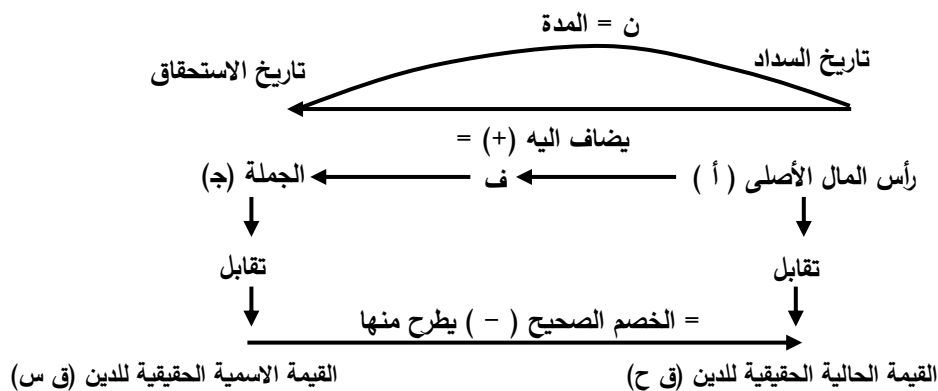 ن = المدة
تاريخ السداد
تاريخ الاستحقاق
يضاف اليه (+) =
رأس المال الأصلى ( أ ) ف الجملة (جـ)
تقابل تقابل
= الخصم الصحيح ( − ) يطرح منها
القيمة الحالية الحقيقية للدين (ق ح) القيمة الاسمية الحقيقية للدين (ق س)